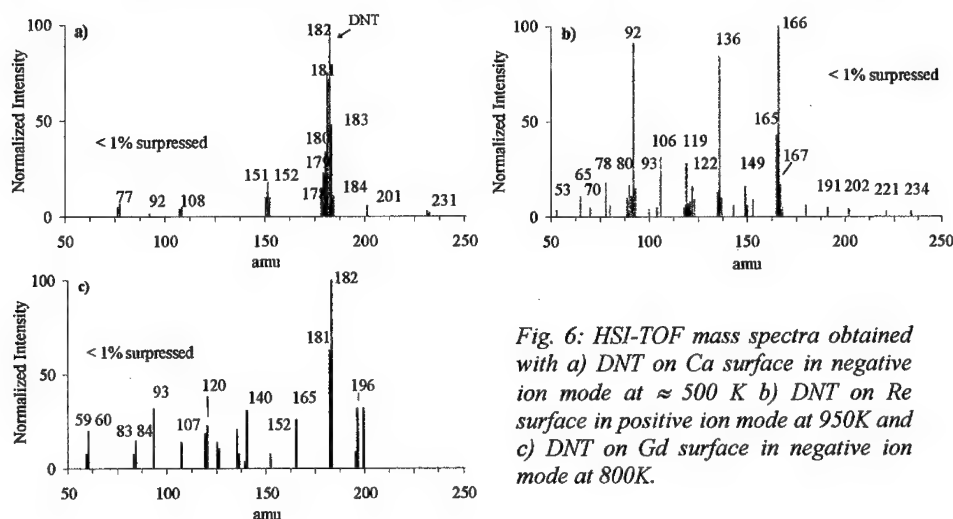 a)
DNT
182
181
183
180
179
178
184
151
152
77
92
108
201
231
< 1% surpressed
Normalized Intensity
100
50
0
50 100 150 200 250
amu
b)
166
92
136
< 1% surpressed
165
167
106
119
65
78
80
93
122
149
53
70
191
202
221
234
Normalized Intensity
100
50
0
50 100 150 200 250
amu
c)
182
181
< 1% surpressed
93
120
140
165
196
59
60
83
84
107
152
Normalized Intensity
100
50
0
50 100 150 200 250
amu
Fig. 6: HSI-TOF mass spectra obtained
with a) DNT on Ca surface in negative
ion mode at ≈ 500 K b) DNT on Re
surface in positive ion mode at 950K and
c) DNT on Gd surface in negative ion
mode at 800K.